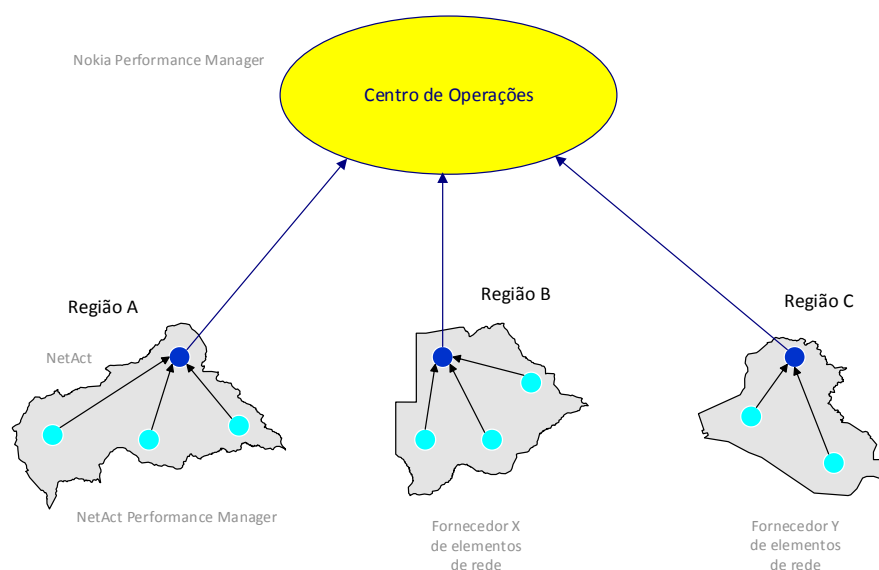 Nokia Performance Manager
Centro de Operações
Região A
Região B
Região C
NetAct
NetAct Performance Manager
Fornecedor X
de elementos
de rede
Fornecedor Y
de elementos
de rede